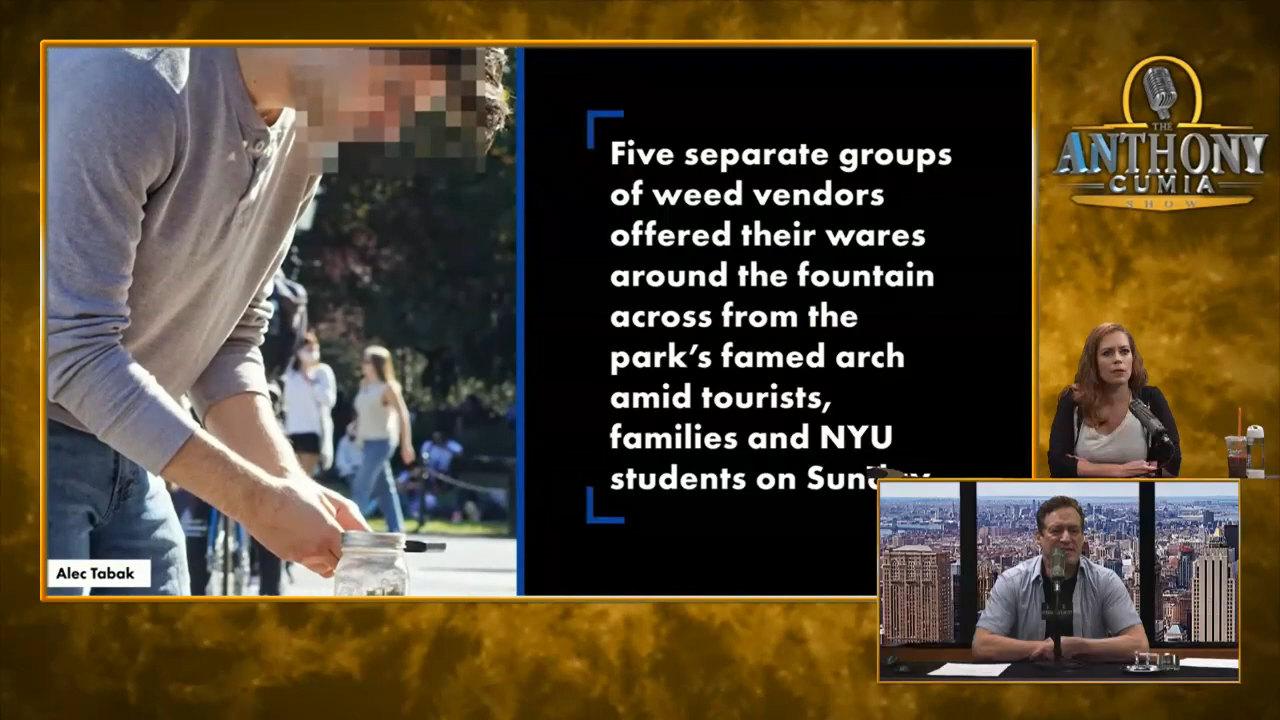 Five separate groups
of weed vendors
offered their wares
around the fountain
across from the
park's famed arch
amid tourists,
families and NYU
students on Sunday
Alec Tabak
THE
ANTHONY
CUMIA
SHOW